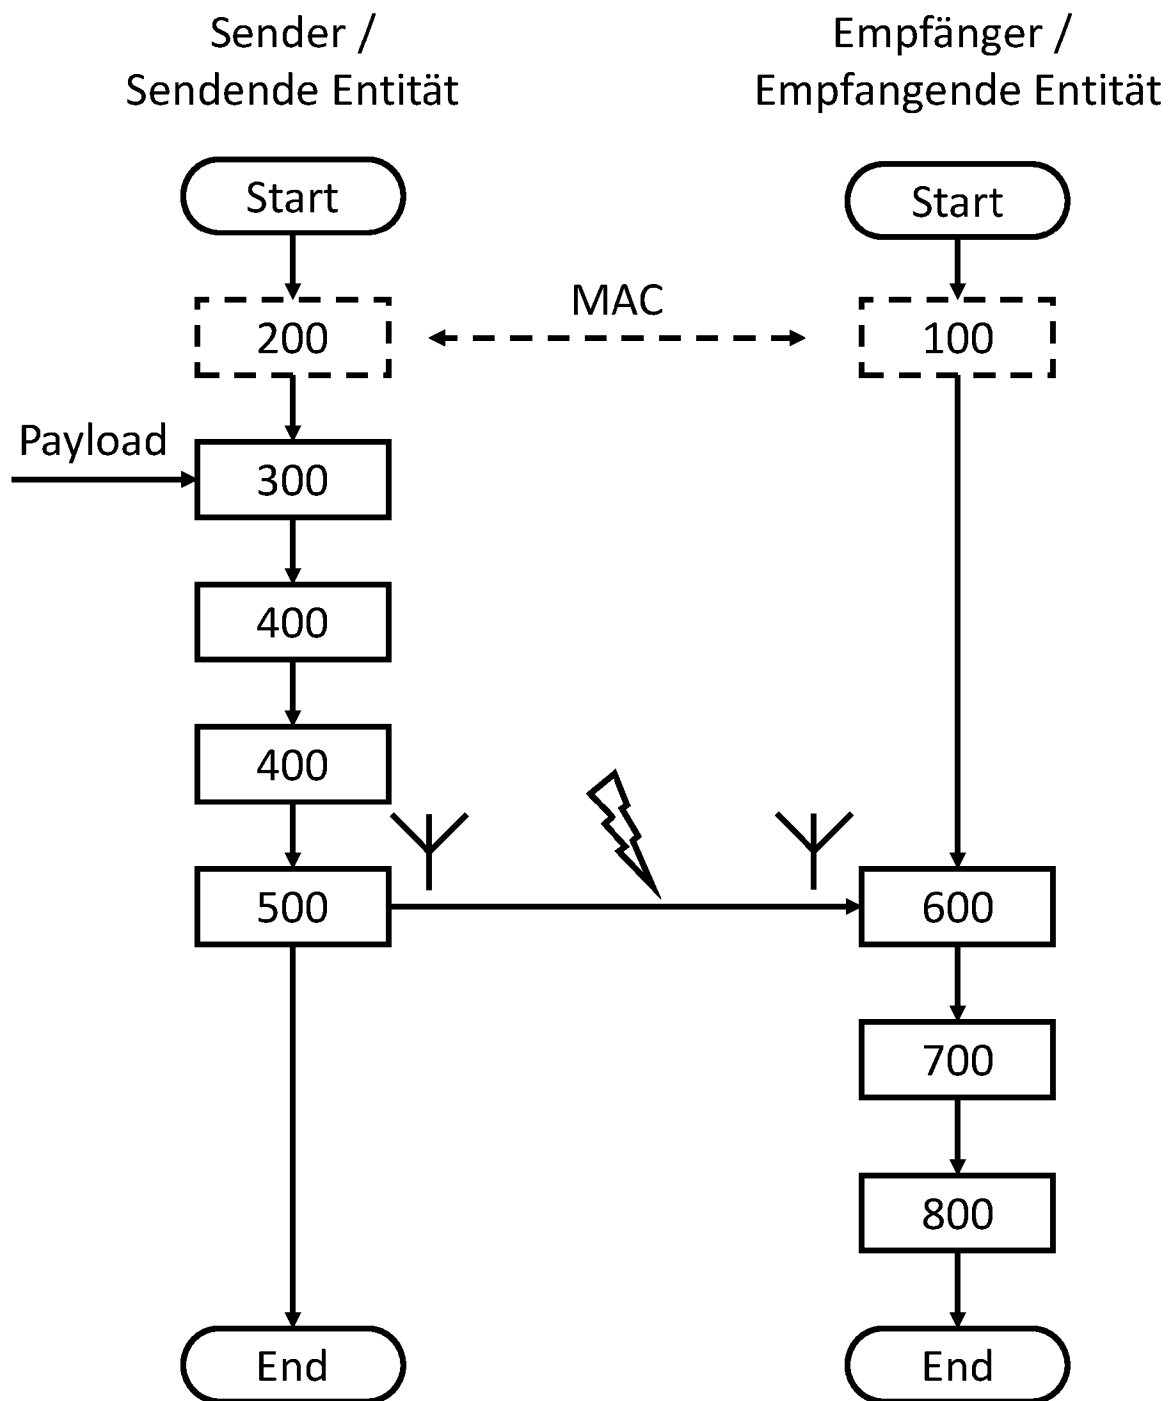 Sender /
Sendende Entität
Empfänger /
Empfangende Entität
Start
Start
MAC
200
100
Payload
300
400
400
500
600
700
800
End
End